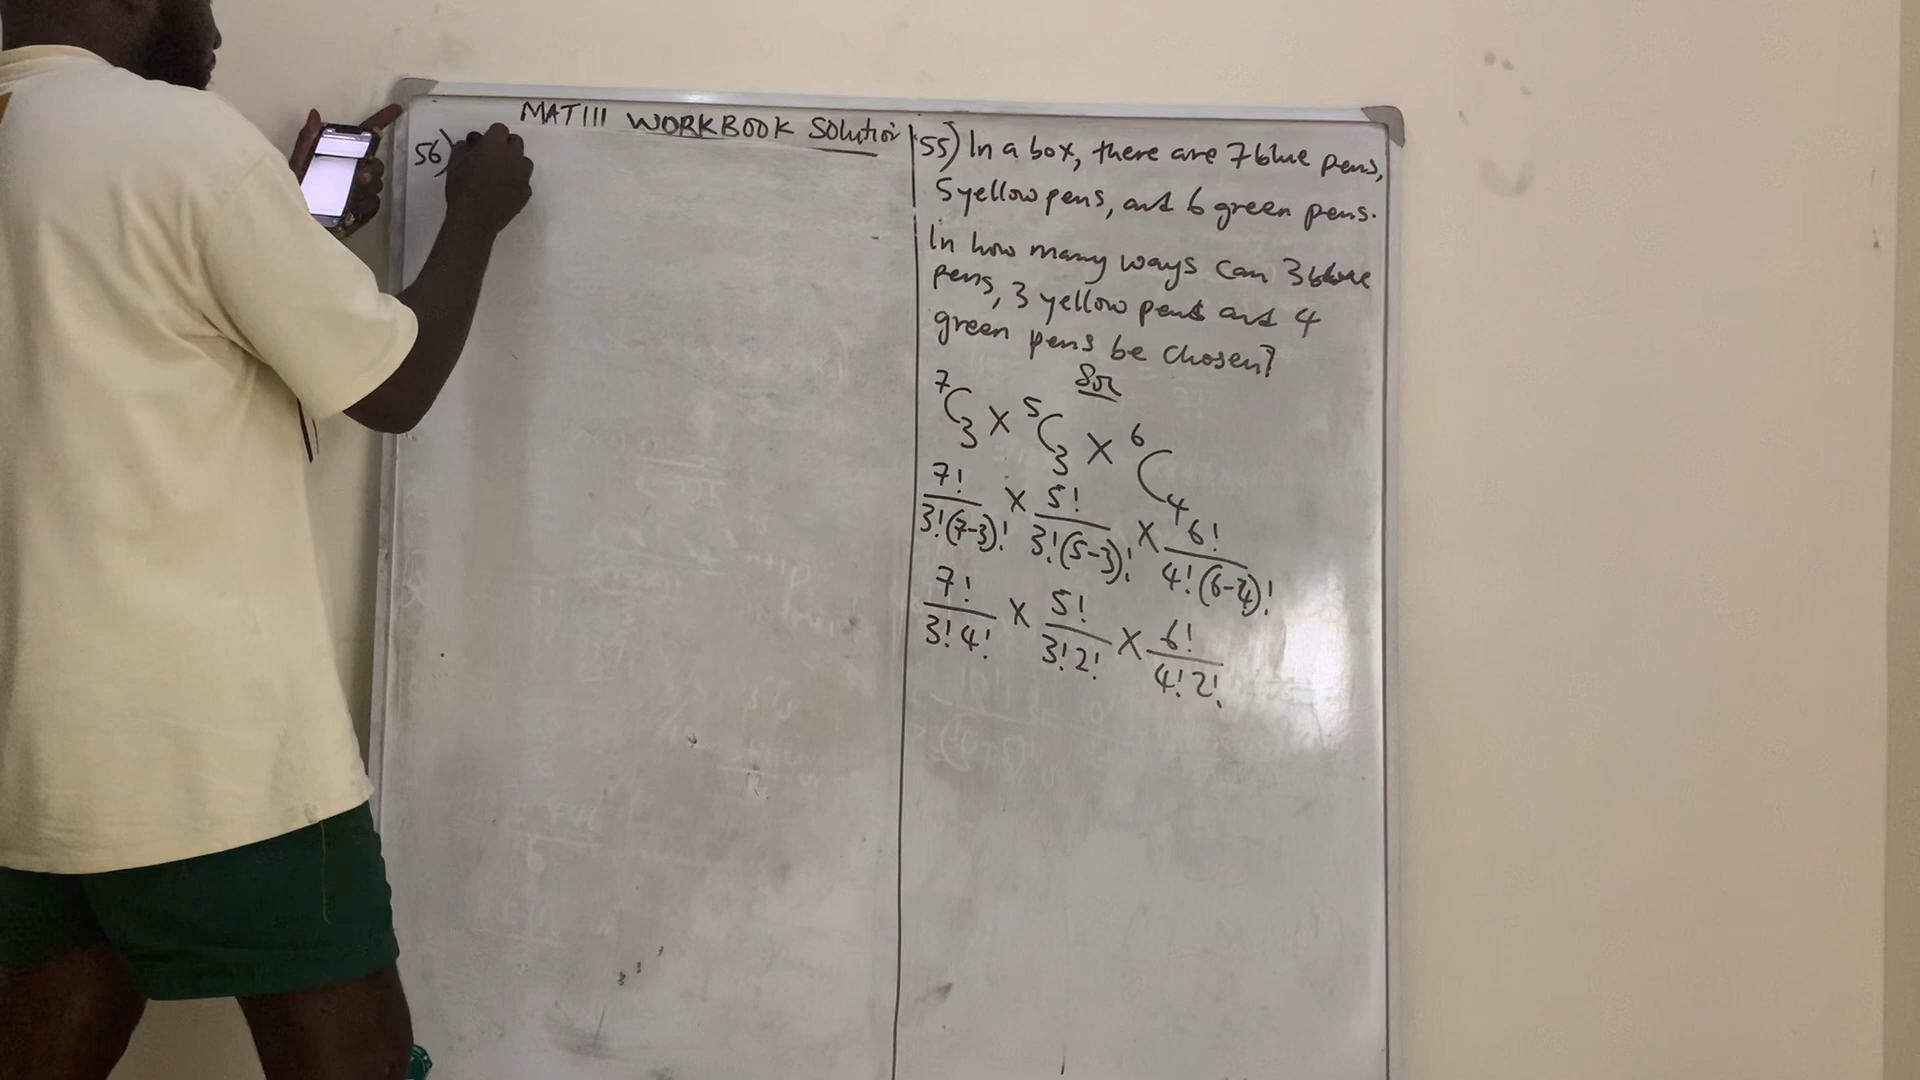 MAT111 WORKBOOK Solution
56)
55) In a box, there are 7 blue pens,
5 yellow pens, and 6 green pens.
In how many ways can 3 blue
pens, 3 yellow pens and 4
green pens be chosen?
Sol
⁷C₃ × ⁵C₃ × ⁶C₄
7!/3!(7-3)! × 5!/3!(5-3)! × 6!/4!(6-4)!
7!/3!4! × 5!/3!2! × 6!/4!2!